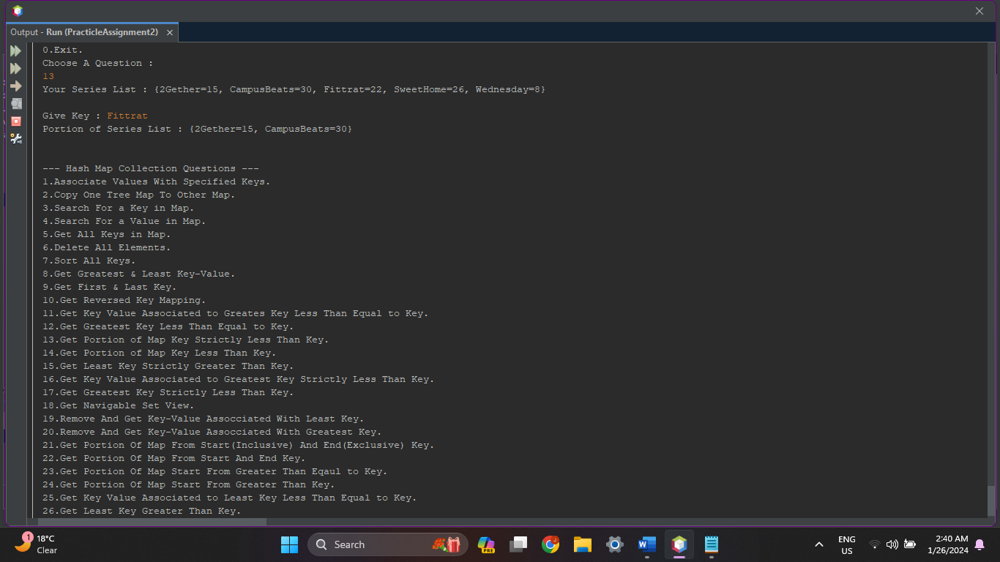 Output - Run (PracticleAssignment2)
0.Exit.
Choose A Question :
13
Your Series List : {2Gether=15, CampusBeats=30, Fittrat=22, SweetHome=26, Wednesday=8}
Give Key : Fittrat
Portion of Series List : {2Gether=15, CampusBeats=30}
--- Hash Map Collection Questions ---
1.Associate Values With Specified Keys.
2.Copy One Tree Map To Other Map.
3.Search For a Key in Map.
4.Search For a Value in Map.
5.Get All Keys in Map.
6.Delete All Elements.
7.Sort All Keys.
8.Get Greatest & Least Key-Value.
9.Get First & Last Key.
10.Get Reversed Key Mapping.
11.Get Key Value Associated to Greates Key Less Than Equal to Key.
12.Get Greatest Key Less Than Equal to Key.
13.Get Portion of Map Key Strictly Less Than Key.
14.Get Portion of Map Key Less Than Key.
15.Get Least Key Strictly Greater Than Key.
16.Get Key Value Associated to Greatest Key Strictly Less Than Key.
17.Get Greatest Key Strictly Less Than Key.
18.Get Navigable Set View.
19.Remove And Get Key-Value Assocciated With Least Key.
20.Remove And Get Key-Value Assocciated With Greatest Key.
21.Get Portion Of Map From Start(Inclusive) And End(Exclusive) Key.
22.Get Portion Of Map From Start And End Key.
23.Get Portion Of Map Start From Greater Than Eqaul to Key.
24.Get Portion Of Map Start From Greater Than Key.
25.Get Key Value Associated to Least Key Less Than Equal to Key.
26.Get Least Key Greater Than Key.
1
18°C
Clear
Search
PRE
ENG
US
2:40 AM
1/26/2024